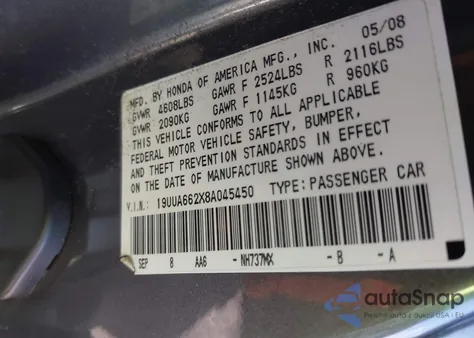 MFD. BY HONDA OF AMERICA MFG., INC. 05/08
GVWR 4608LBS GAWR F 2524LBS R 2116LBS
GVWR 2090KG GAWR F 1145KG R 960KG
THIS VEHICLE CONFORMS TO ALL APPLICABLE
FEDERAL MOTOR VEHICLE SAFETY, BUMPER,
AND THEFT PREVENTION STANDARDS IN EFFECT
ON THE DATE OF MANUFACTURE SHOWN ABOVE.
V.I.N.: 19UUA662X8A045450 TYPE: PASSENGER CAR
SEP 8 AA6 -NH737MX -B -A
autoSnap